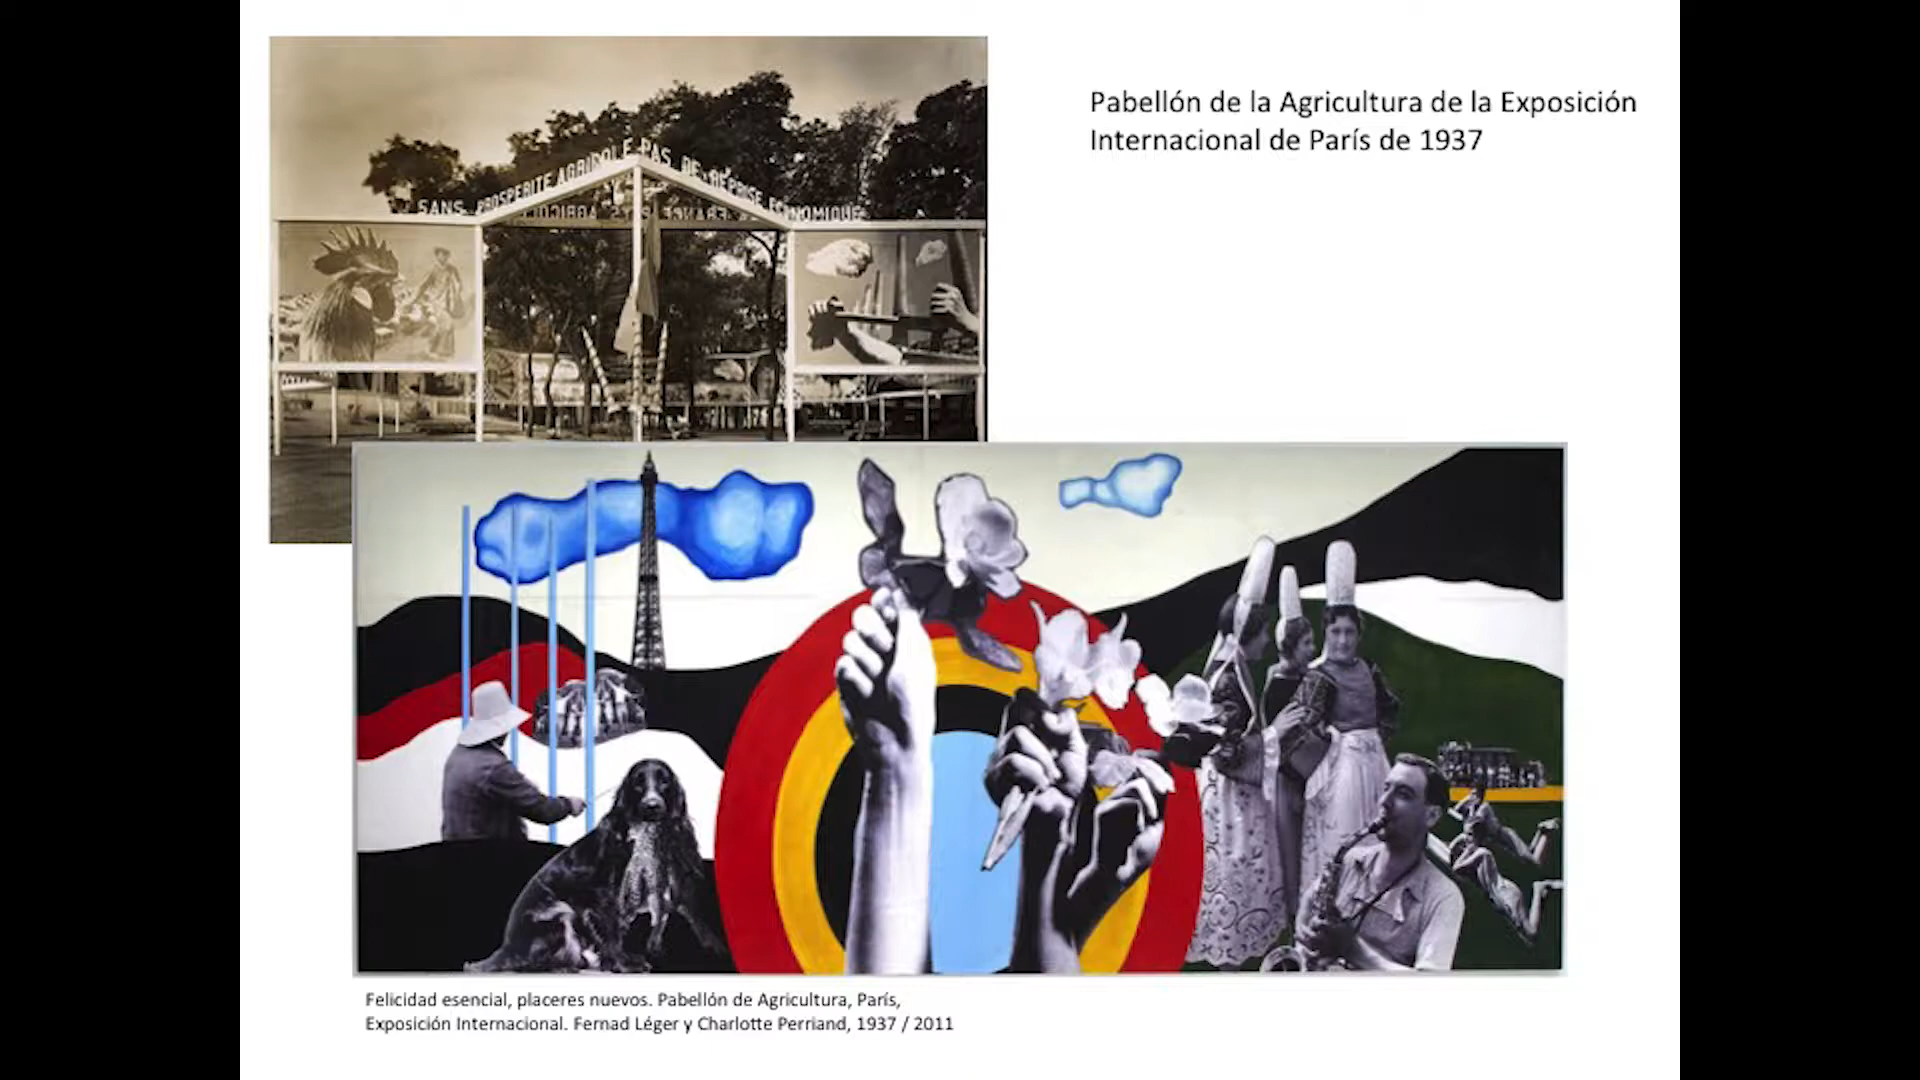 Pabellón de la Agricultura de la Exposición
Internacional de París de 1937
SANS PROSPERITE AGRICOLE PAS DE REPRISE ECONOMIQUE
Felicidad esencial, placeres nuevos. Pabellón de Agricultura, París,
Exposición Internacional. Fernad Léger y Charlotte Perriand, 1937 / 2011